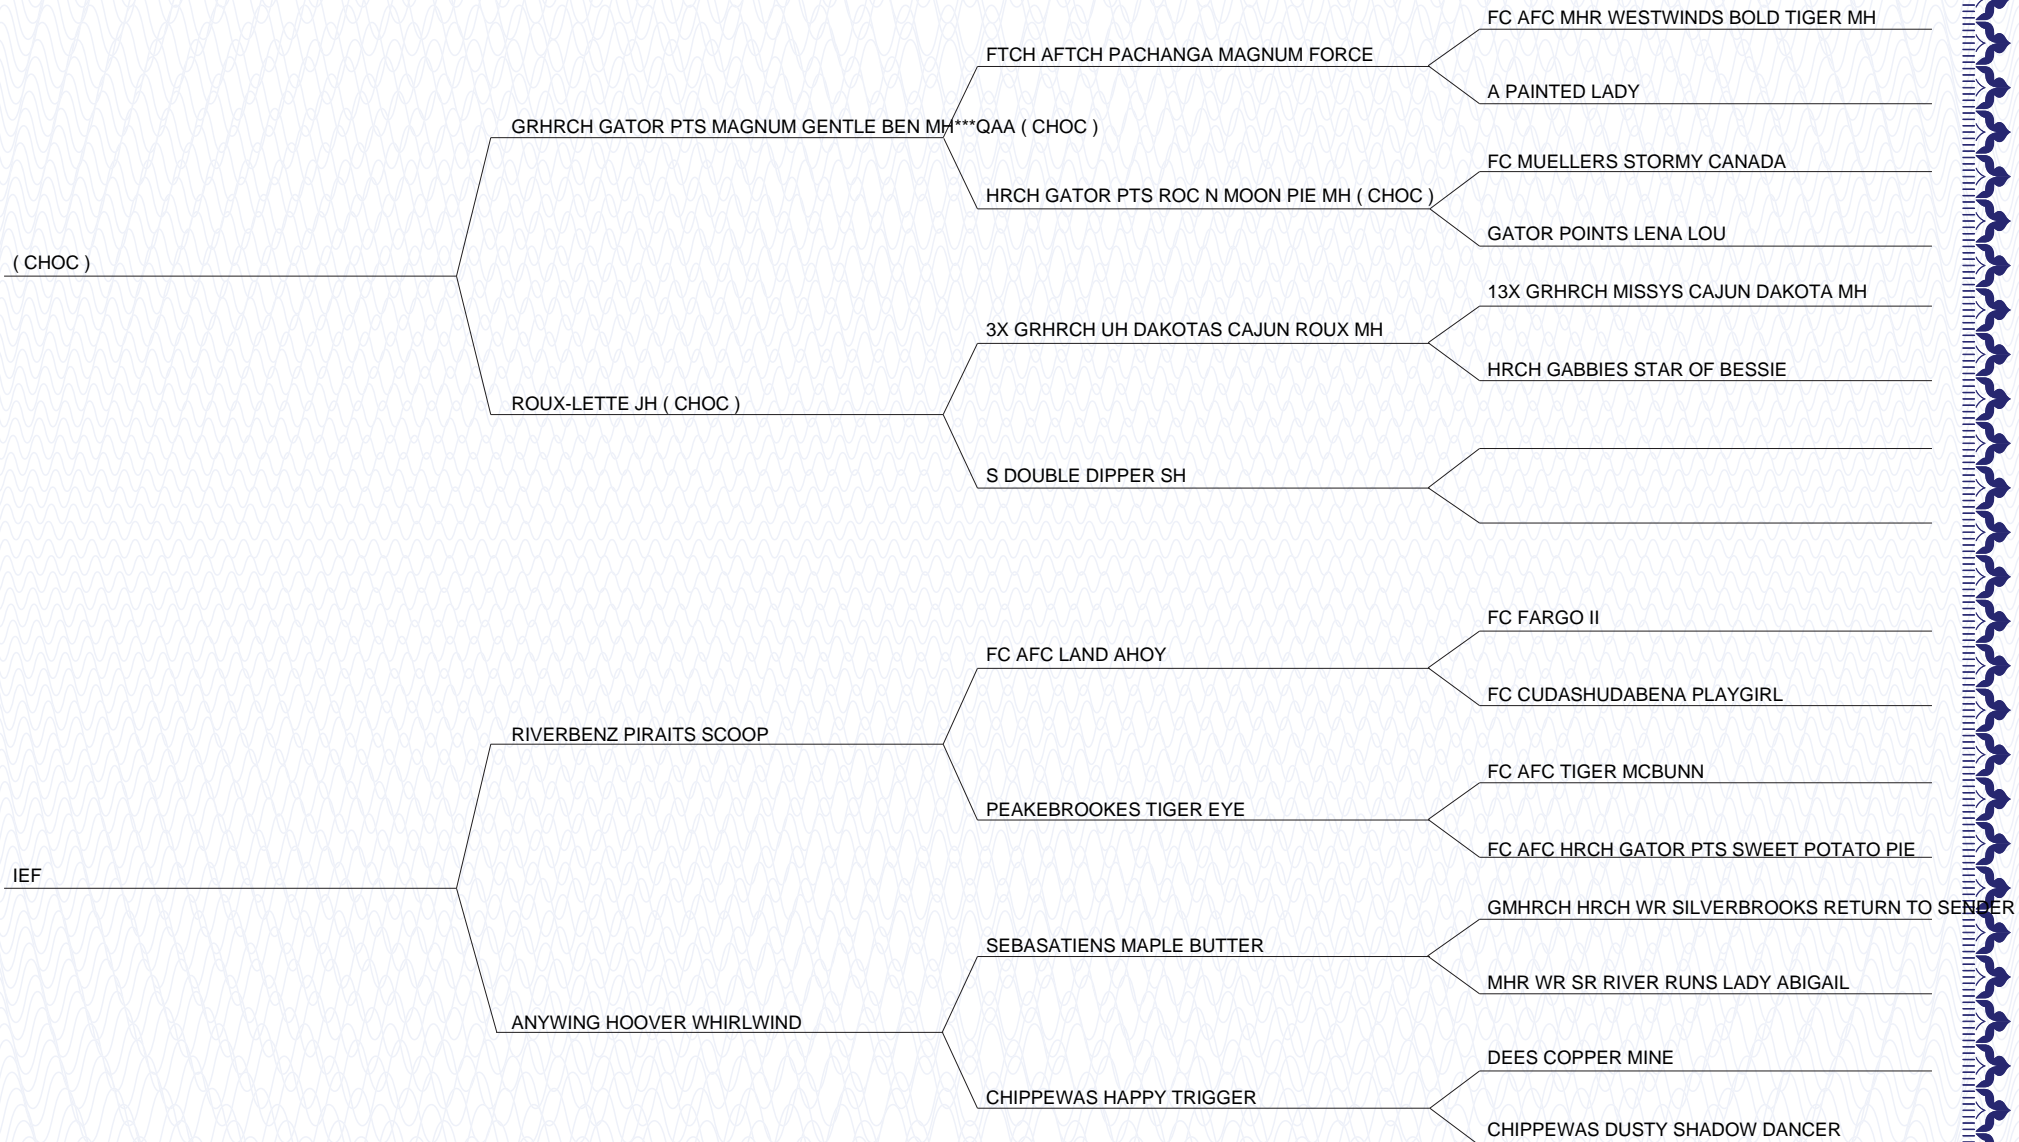 FC AFC MHR WESTWINDS BOLD TIGER MH
FTCH AFTCH PACHANGA MAGNUM FORCE
A PAINTED LADY
GRHRCH GATOR PTS MAGNUM GENTLE BEN MH***QAA ( CHOC )
FC MUELLERS STORMY CANADA
HRCH GATOR PTS ROC N MOON PIE MH ( CHOC )
GATOR POINTS LENA LOU
( CHOC )
13X GRHRCH MISSYS CAJUN DAKOTA MH
3X GRHRCH UH DAKOTAS CAJUN ROUX MH
HRCH GABBIES STAR OF BESSIE
ROUX-LETTE JH ( CHOC )
S DOUBLE DIPPER SH
FC FARGO II
FC AFC LAND AHOY
FC CUDASHUDABENA PLAYGIRL
RIVERBENZ PIRAITS SCOOP
FC AFC TIGER MCBUNN
PEAKEBROOKES TIGER EYE
FC AFC HRCH GATOR PTS SWEET POTATO PIE
IEF
GMHRCH HRCH WR SILVERBROOKS RETURN TO SENDER
SEBASATIENS MAPLE BUTTER
MHR WR SR RIVER RUNS LADY ABIGAIL
ANYWING HOOVER WHIRLWIND
DEES COPPER MINE
CHIPPEWAS HAPPY TRIGGER
CHIPPEWAS DUSTY SHADOW DANCER